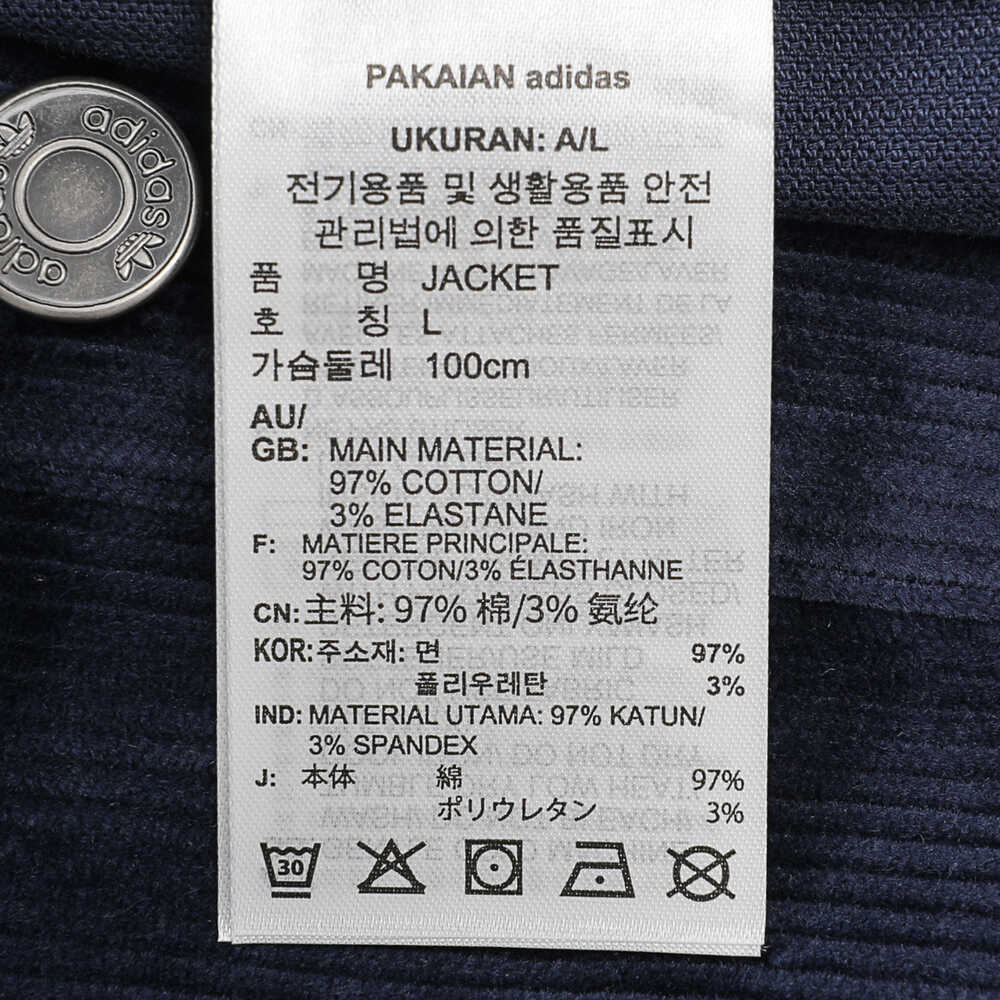 adidas
adidas
PAKAIAN adidas
UKURAN: A/L
전기용품 및 생활용품 안전
관리법에 의한 품질표시
품 명 JACKET
호 칭 L
가슴둘레 100cm
AU/
GB: MAIN MATERIAL:
97% COTTON/
3% ELASTANE
F: MATIERE PRINCIPALE:
97% COTON/3% ÉLASTHANNE
CN: 主料: 97% 棉/3% 氨纶
KOR: 주소재: 면 97%
폴리우레탄 3%
IND: MATERIAL UTAMA: 97% KATUN/
3% SPANDEX
J: 本体 綿 97%
ポリウレタン 3%
30